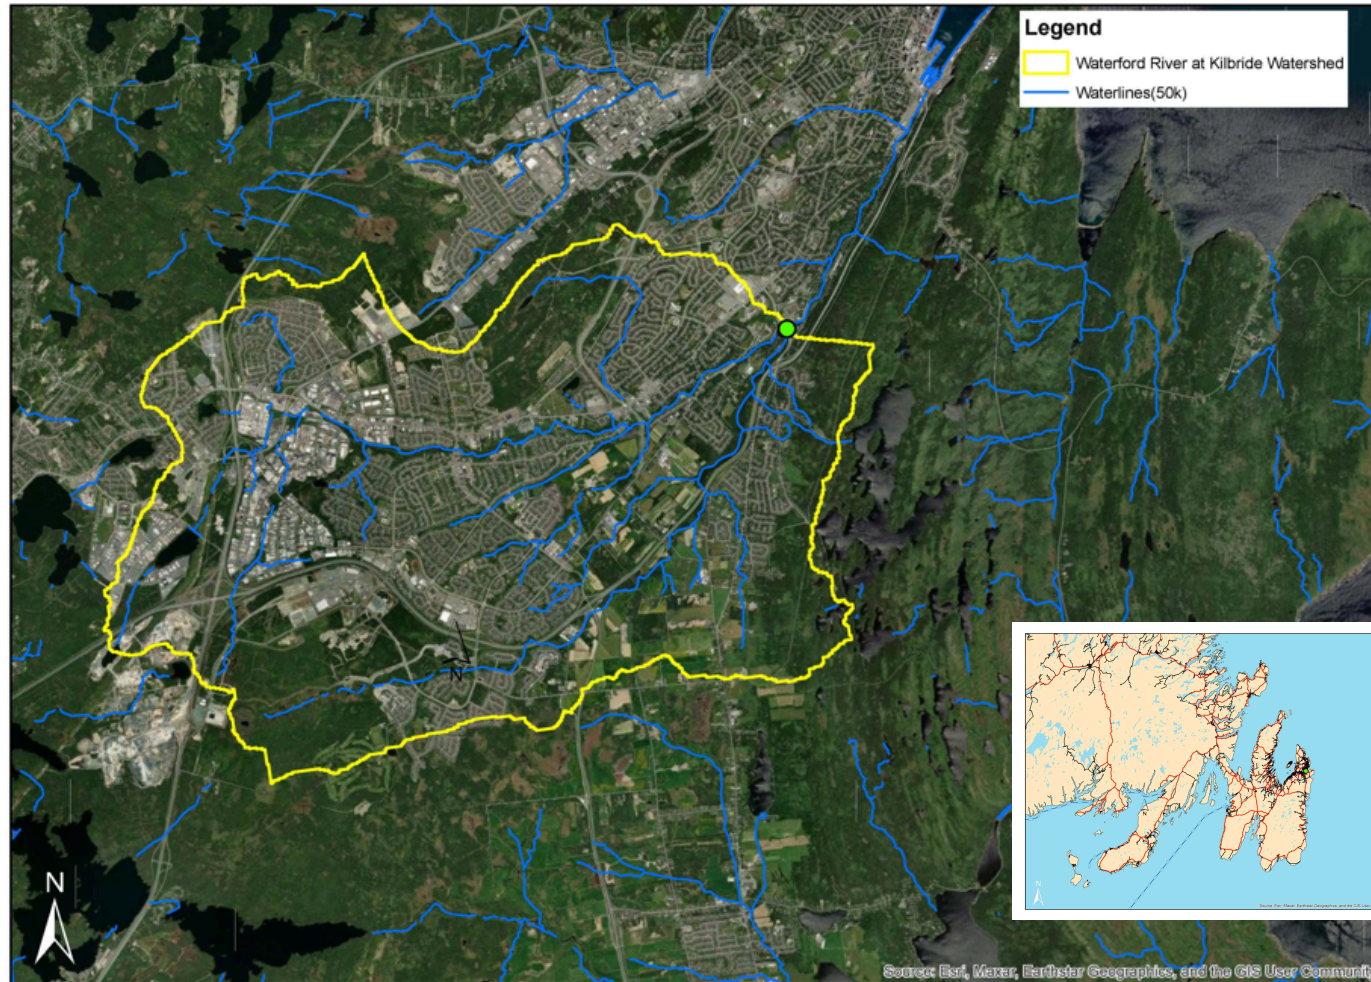 Legend
Waterford River at Kilbride Watershed
Waterlines(50k)
N
N
N
Source: Esri, Maxar, Earthstar Geographics, and the GIS User Communit